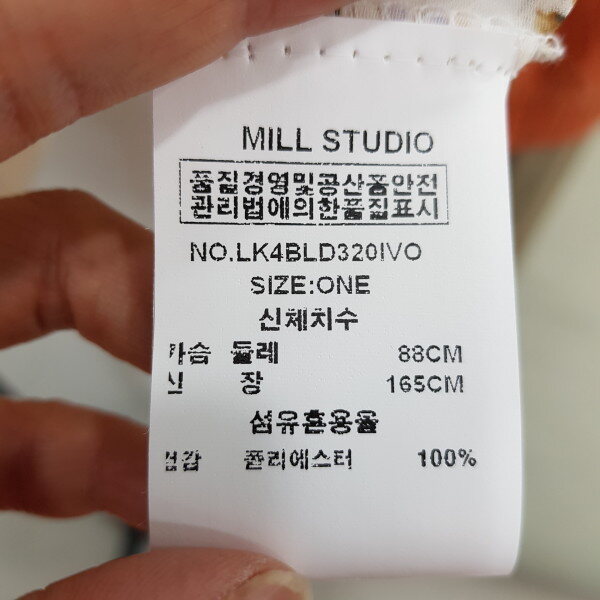 MILL STUDIO
품질경영및공산품안전
관리법에의한품질표시
NO.LK4BLD320IVO
SIZE:ONE
신체치수
가슴 둘레 88CM
신 장 165CM
섬유혼용율
겉감 폴리에스터 100%